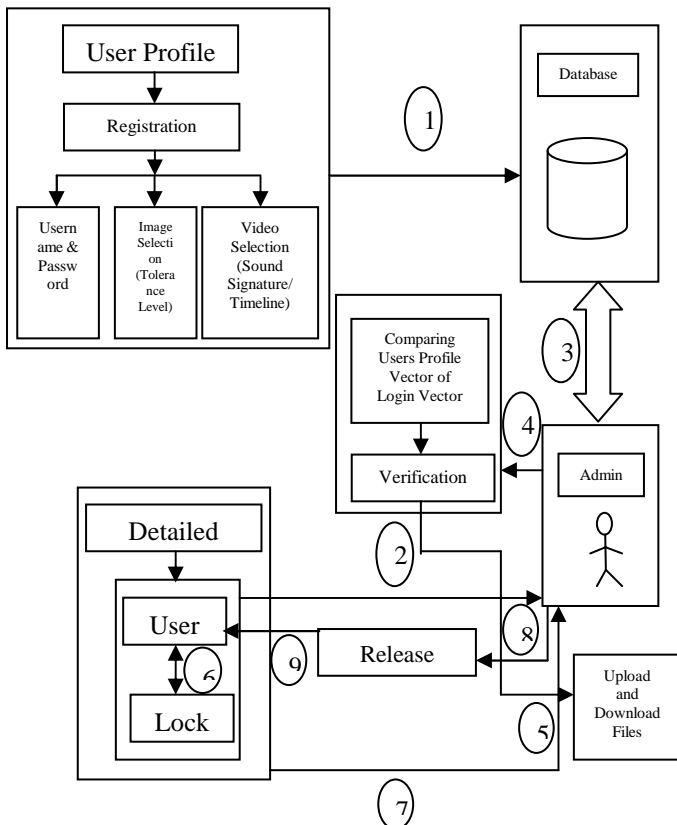 User Profile
Registration
Usern
ame &
Passw
ord
Image
Selecti
on
(Tolera
nce
Level)
Video
Selection
(Sound
Signature/
Timeline)
1
Database
3
Comparing
Users Profile
Vector of
Login Vector
Verification
4
Admin
2
Detailed
User
6
Lock
9
Release
8
5
Upload
and
Download
Files
7